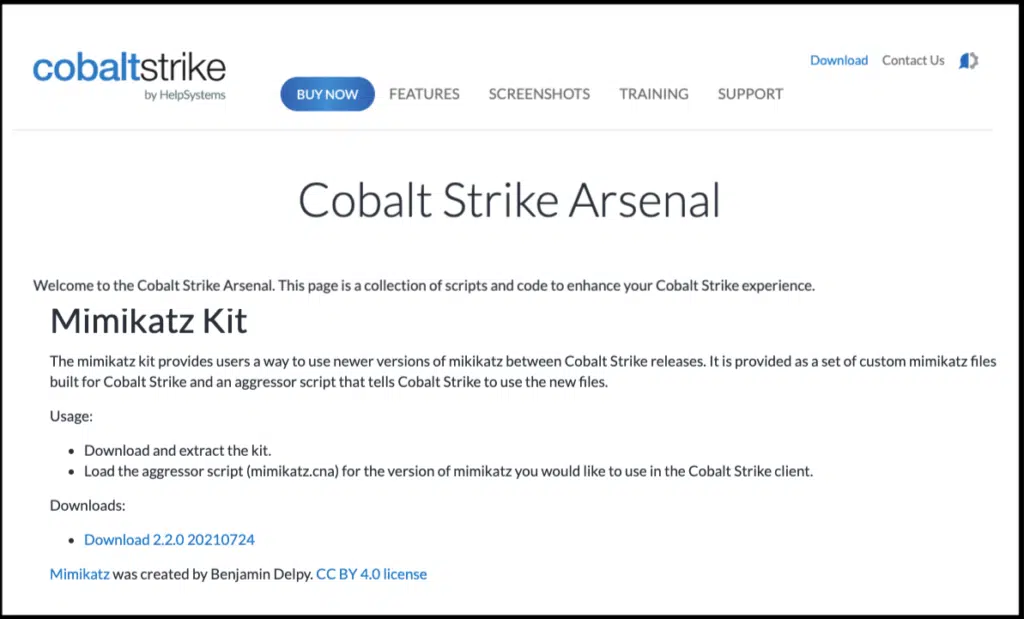 cobaltstrike
by HelpSystems
Download Contact Us
BUY NOW FEATURES SCREENSHOTS TRAINING SUPPORT
Cobalt Strike Arsenal
Welcome to the Cobalt Strike Arsenal. This page is a collection of scripts and code to enhance your Cobalt Strike experience.
Mimikatz Kit
The mimikatz kit provides users a way to use newer versions of mikikatz between Cobalt Strike releases. It is provided as a set of custom mimikatz files
built for Cobalt Strike and an aggressor script that tells Cobalt Strike to use the new files.
Usage:
• Download and extract the kit.
• Load the aggressor script (mimikatz.cna) for the version of mimikatz you would like to use in the Cobalt Strike client.
Downloads:
• Download 2.2.0 20210724
Mimikatz was created by Benjamin Delpy. CC BY 4.0 license